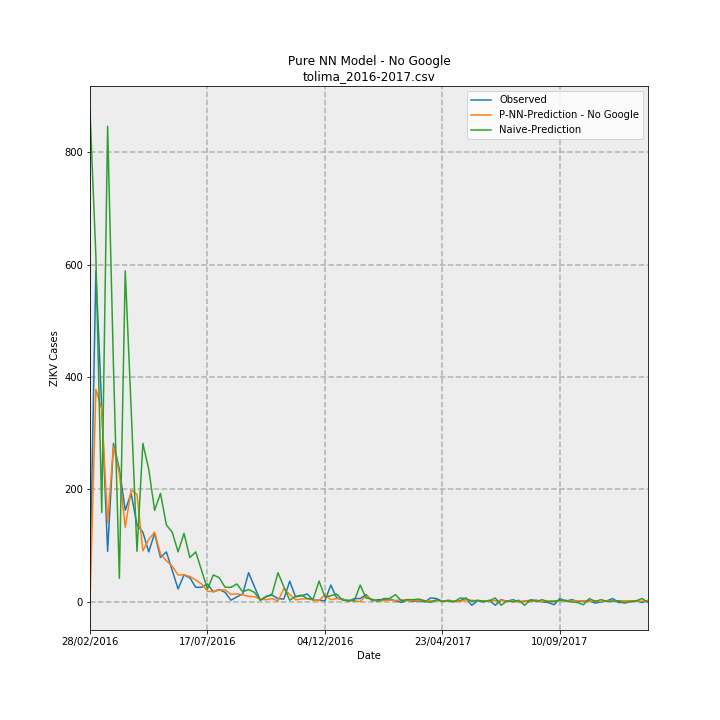 Pure NN Model - No Google
tolima_2016-2017.csv
Observed
P-NN-Prediction - No Google
Naive-Prediction
ZIKV Cases
800
600
400
200
0
28/02/2016
17/07/2016
04/12/2016
23/04/2017
10/09/2017
Date